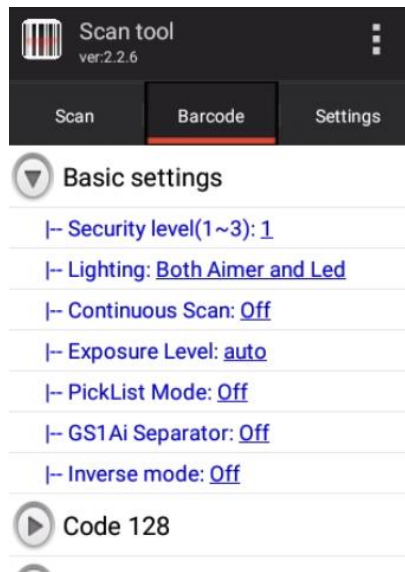 Scan tool
ver:2.2.6
Scan Barcode Settings
Basic settings
|-- Security level(1~3): 1
|-- Lighting: Both Aimer and Led
|-- Continuous Scan: Off
|-- Exposure Level: auto
|-- PickList Mode: Off
|-- GS1Ai Separator: Off
|-- Inverse mode: Off
Code 128